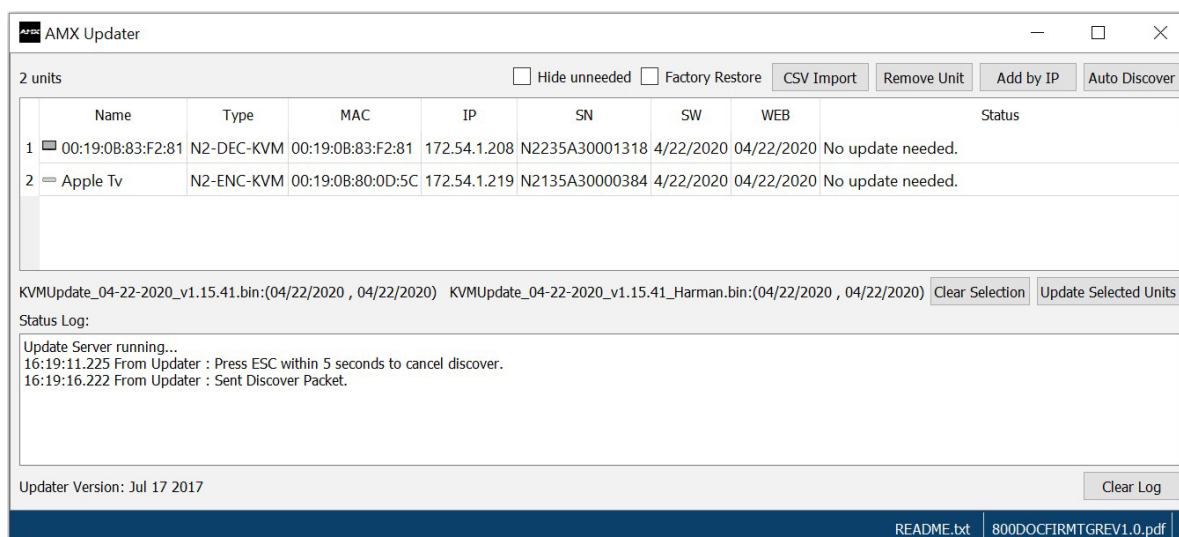 AMX AMX Updater
2 units Hide unneeded Factory Restore CSV Import Remove Unit Add by IP Auto Discover
Name Type MAC IP SN SW WEB Status
1 00:19:0B:83:F2:81 N2-DEC-KVM 00:19:0B:83:F2:81 172.54.1.208 N2235A30001318 4/22/2020 04/22/2020 No update needed.
2 Apple Tv N2-ENC-KVM 00:19:0B:80:0D:5C 172.54.1.219 N2135A30000384 4/22/2020 04/22/2020 No update needed.
KVMUpdate_04-22-2020_v1.15.41.bin:(04/22/2020 , 04/22/2020) KVMUpdate_04-22-2020_v1.15.41_Harman.bin:(04/22/2020 , 04/22/2020) Clear Selection Update Selected Units
Status Log:
Update Server running...
16:19:11.225 From Updater : Press ESC within 5 seconds to cancel discover.
16:19:16.222 From Updater : Sent Discover Packet.
Updater Version: Jul 17 2017 Clear Log
README.txt 800DOCFIRMTGREV1.0.pdf